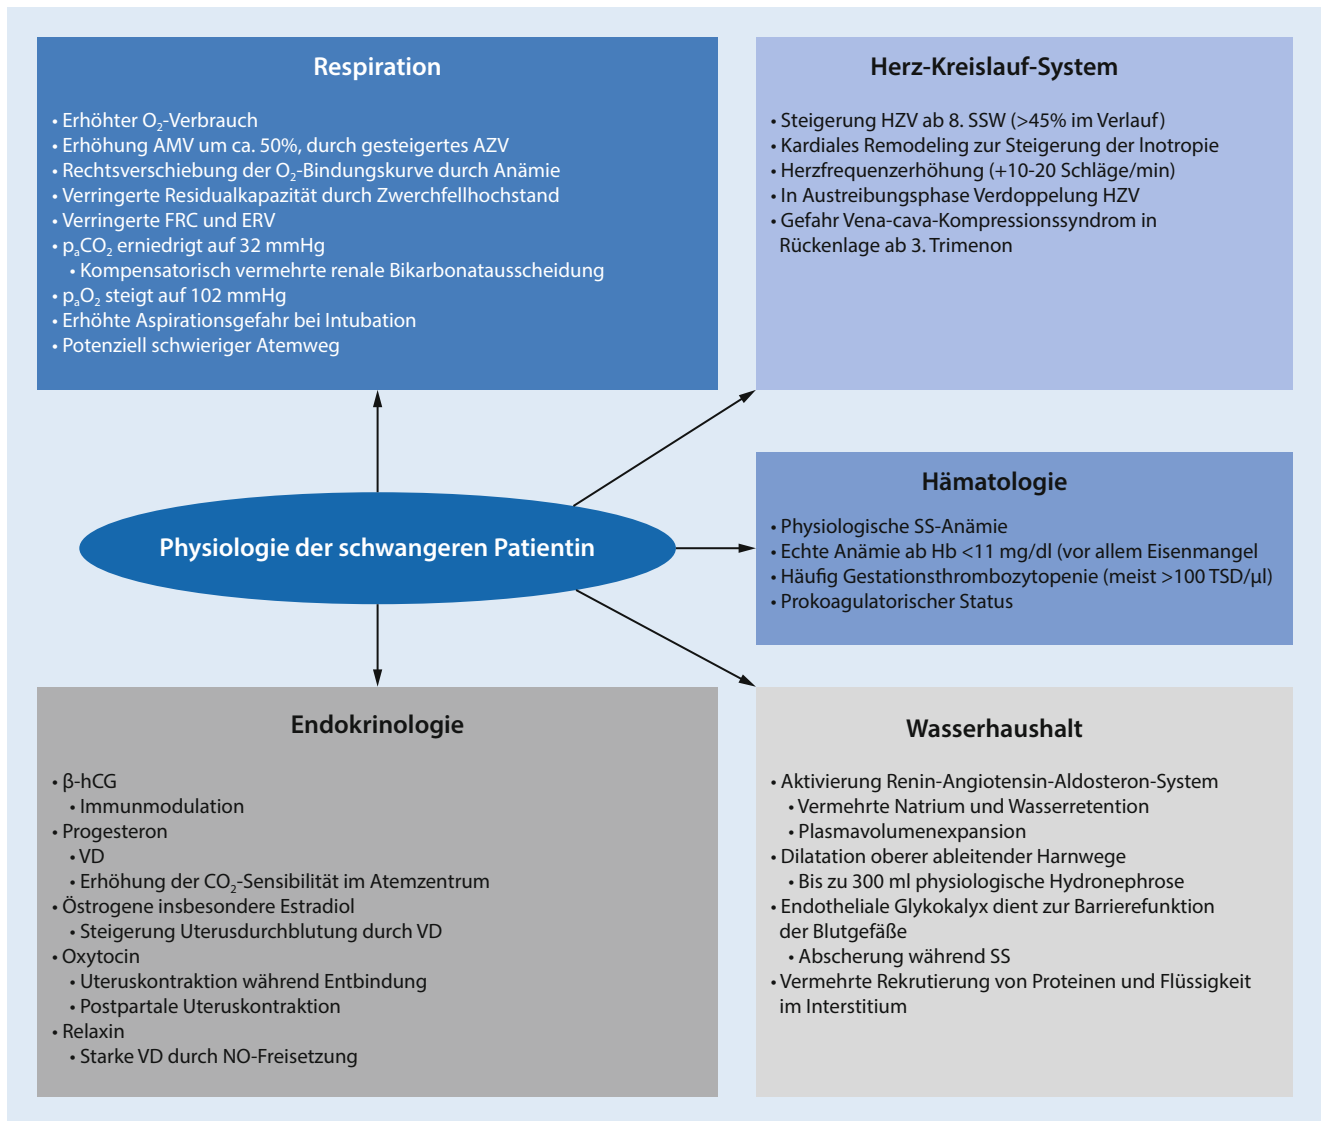 Respiration
• Erhöhter O₂-Verbrauch
• Erhöhung AMV um ca. 50%, durch gesteigertes AZV
• Rechtsverschiebung der O₂-Bindungskurve durch Anämie
• Verringerte Residualkapazität durch Zwerchfellhochstand
• Verringerte FRC und ERV
• pₐCO₂ erniedrigt auf 32 mmHg
• Kompensatorisch vermehrte renale Bikarbonatausscheidung
• pₐO₂ steigt auf 102 mmHg
• Erhöhte Aspirationsgefahr bei Intubation
• Potenziell schwieriger Atemweg
Herz-Kreislauf-System
• Steigerung HZV ab 8. SSW (>45% im Verlauf)
• Kardiales Remodeling zur Steigerung der Inotropie
• Herzfrequenzerhöhung (+10-20 Schläge/min)
• In Austreibungsphase Verdoppelung HZV
• Gefahr Vena-cava-Kompressionssyndrom in
Rückenlage ab 3. Trimenon
Hämatologie
• Physiologische SS-Anämie
• Echte Anämie ab Hb <11 mg/dl (vor allem Eisenmangel
• Häufig Gestationsthrombozytopenie (meist >100 TSD/µl)
• Prokoagulatorischer Status
Physiologie der schwangeren Patientin
Endokrinologie
• β-hCG
• Immunmodulation
• Progesteron
• VD
• Erhöhung der CO₂-Sensibilität im Atemzentrum
• Östrogene insbesondere Estradiol
• Steigerung Uterusdurchblutung durch VD
• Oxytocin
• Uteruskontraktion während Entbindung
• Postpartale Uteruskontraktion
• Relaxin
• Starke VD durch NO-Freisetzung
Wasserhaushalt
• Aktivierung Renin-Angiotensin-Aldosteron-System
• Vermehrte Natrium und Wasserretention
• Plasmavolumenexpansion
• Dilatation oberer ableitender Harnwege
• Bis zu 300 ml physiologische Hydronephrose
• Endotheliale Glykokalyx dient zur Barrierefunktion
der Blutgefäße
• Abscherung während SS
• Vermehrte Rekrutierung von Proteinen und Flüssigkeit
im Interstitium